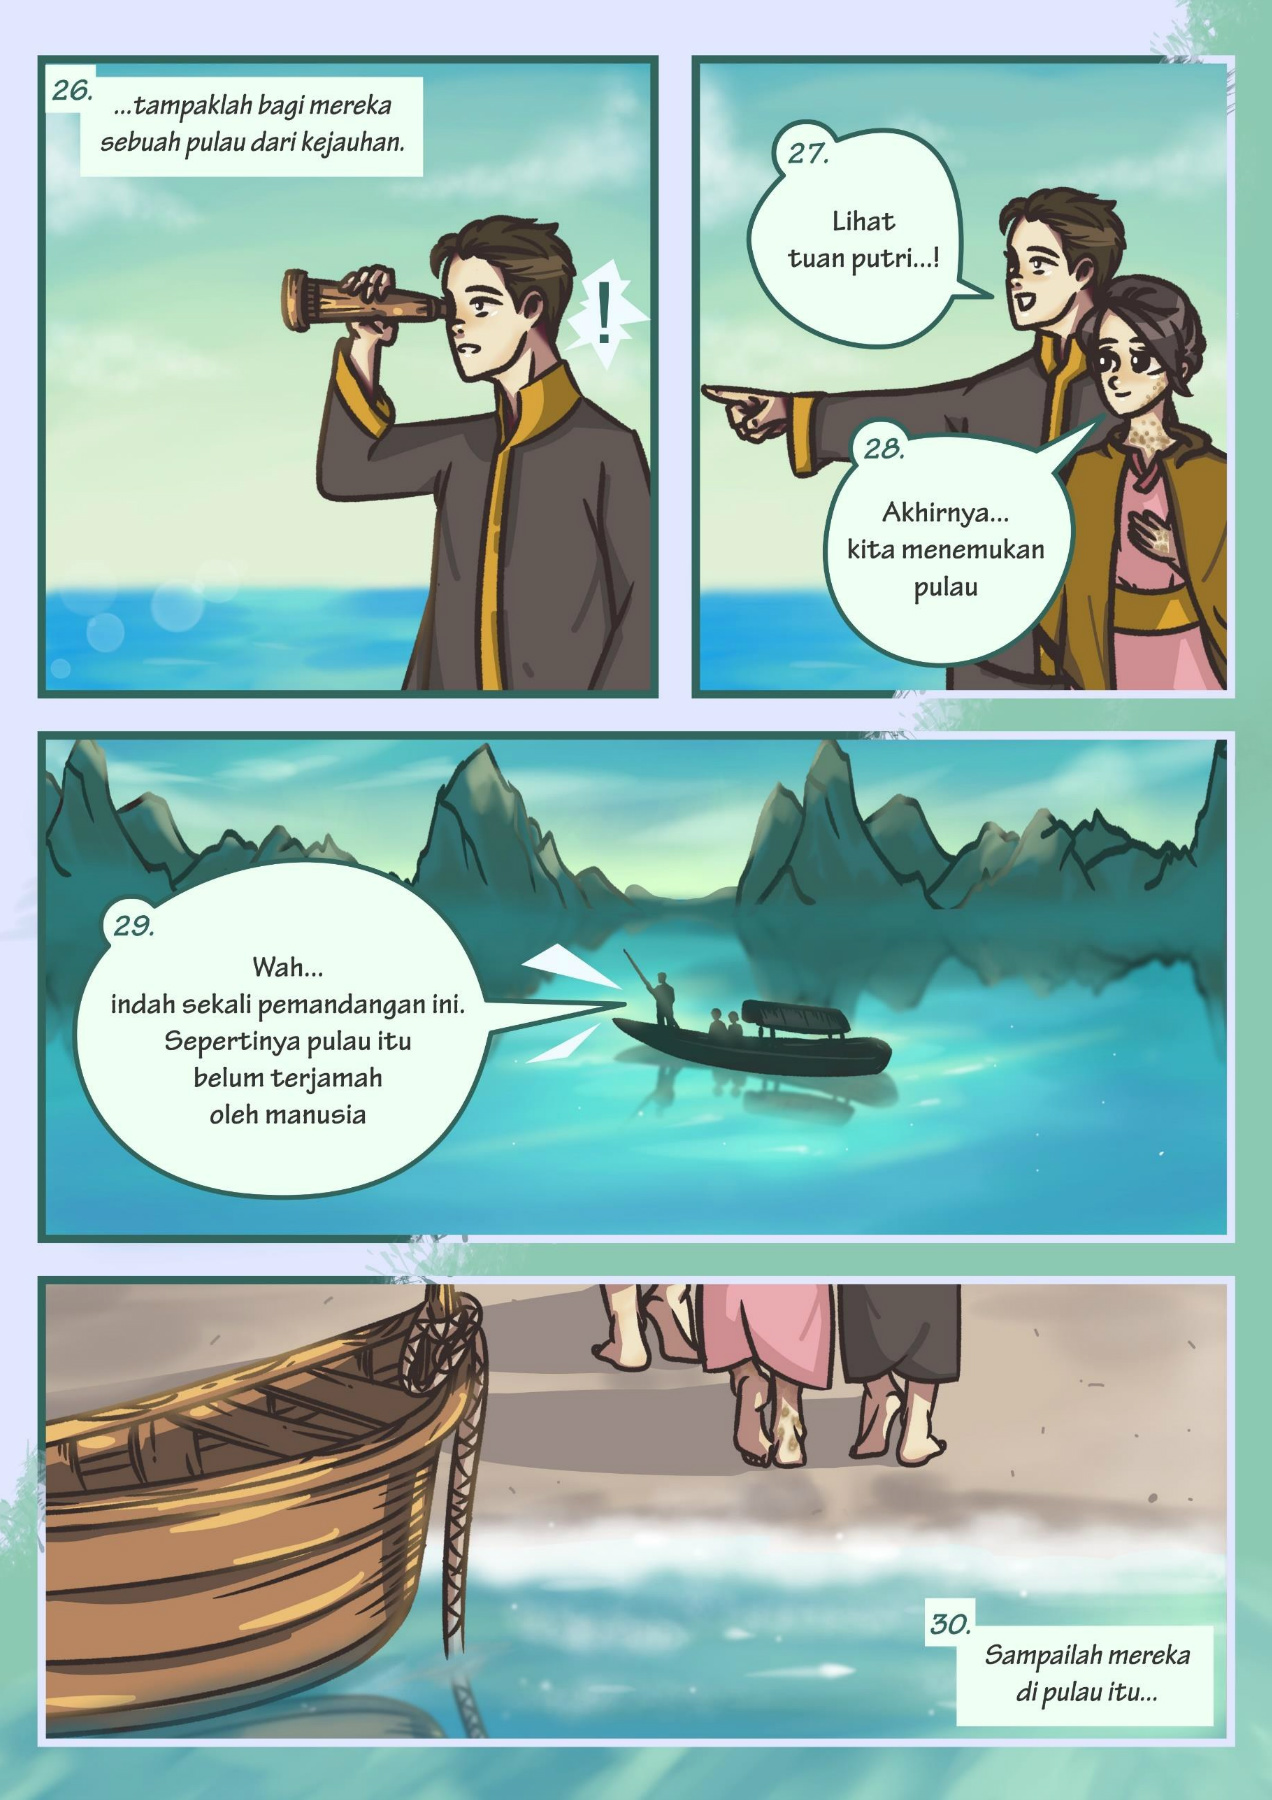 26.
...tampaklah bagi mereka
sebuah pulau dari kejauhan.
!
27.
Lihat
tuan putri...!
28.
Akhirnya...
kita menemukan
pulau
29.
Wah...
indah sekali pemandangan ini.
Sepertinya pulau itu
belum terjamah
oleh manusia
30.
Sampailah mereka
di pulau itu...